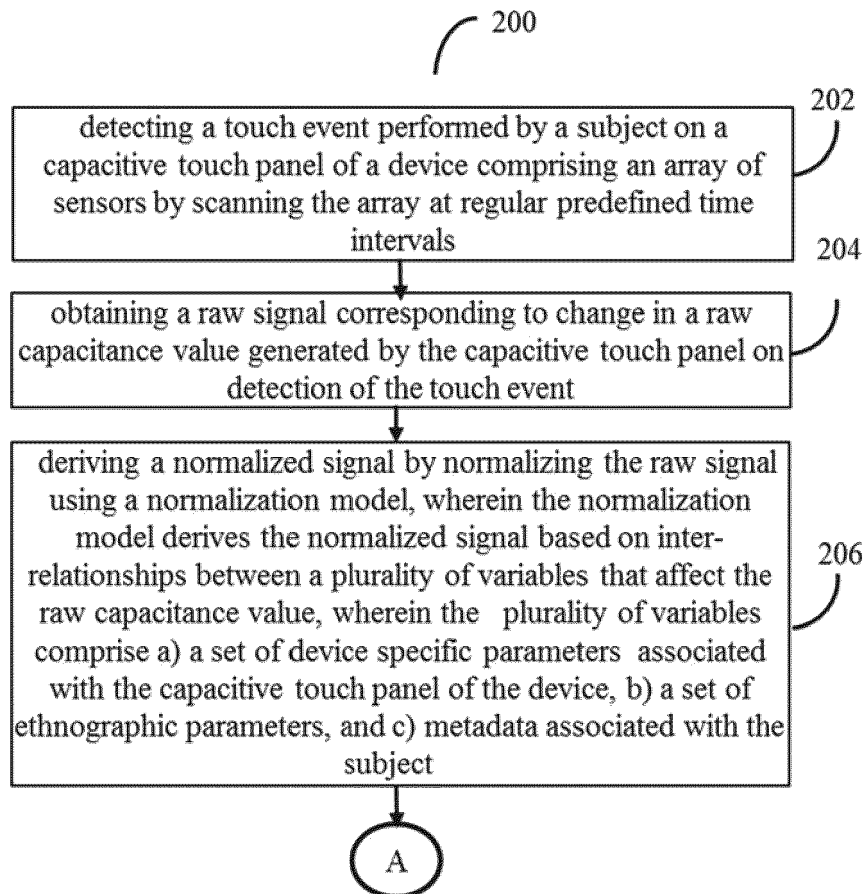 200
202
detecting a touch event performed by a subject on a
capacitive touch panel of a device comprising an array of
sensors by scanning the array at regular predefined time
intervals
204
obtaining a raw signal corresponding to change in a raw
capacitance value generated by the capacitive touch panel on
detection of the touch event
deriving a normalized signal by normalizing the raw signal
using a normalization model, wherein the normalization
model derives the normalized signal based on inter-
relationships between a plurality of variables that affect the
raw capacitance value, wherein the plurality of variables
comprise a) a set of device specific parameters associated
with the capacitive touch panel of the device, b) a set of
ethnographic parameters, and c) metadata associated with the
subject
206
A